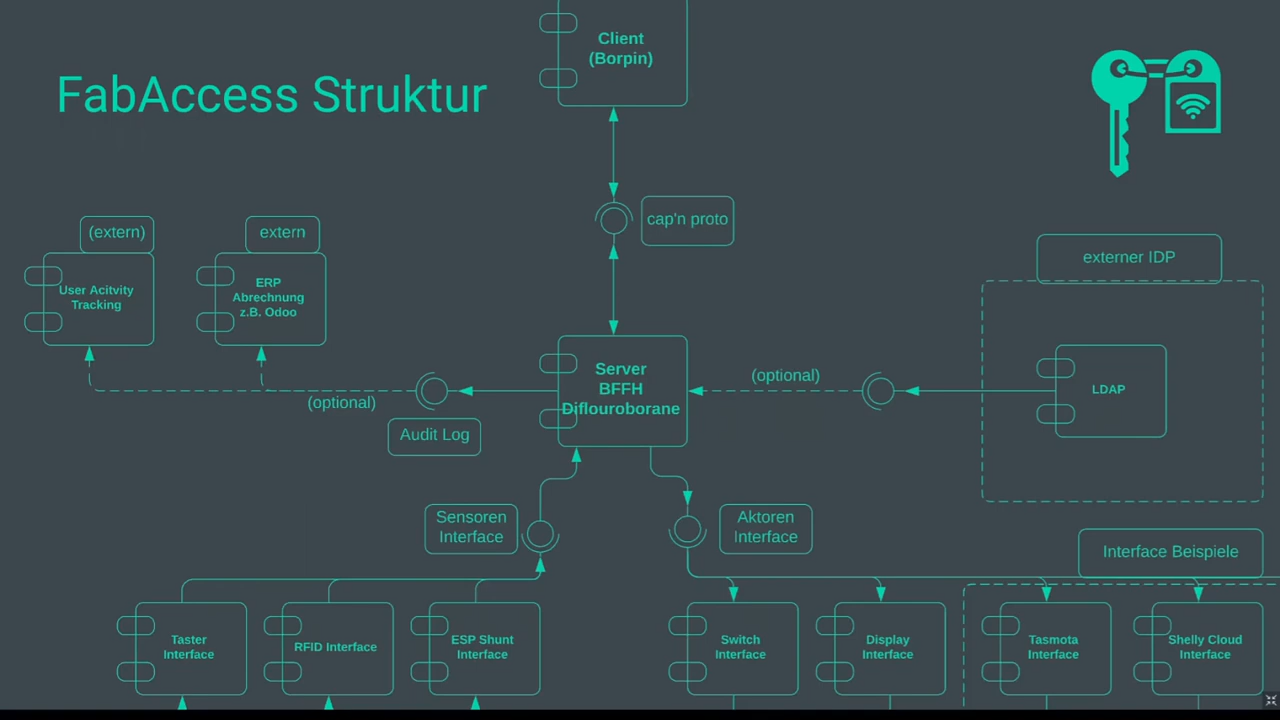 Client
(Borpin)
FabAccess Struktur
cap'n proto
(extern)
extern
User Acitvity
Tracking
ERP
Abrechnung
z.B. Odoo
externer IDP
Server
BFFH
Diflouroborane
(optional)
(optional)
LDAP
Audit Log
Sensoren
Interface
Aktoren
Interface
Interface Beispiele
Taster
Interface
RFID Interface
ESP Shunt
Interface
Switch
Interface
Display
Interface
Tasmota
Interface
Shelly Cloud
Interface